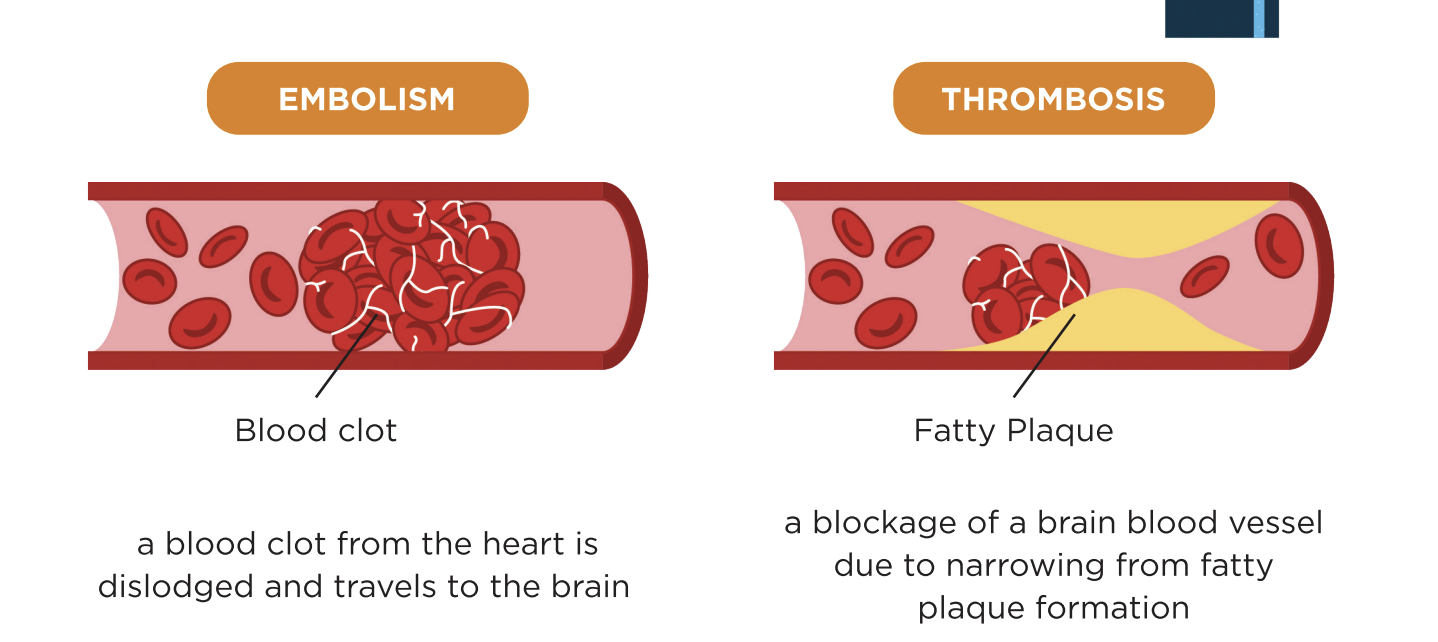 EMBOLISM
Blood clot
a blood clot from the heart is
dislodged and travels to the brain
THROMBOSIS
Fatty Plaque
a blockage of a brain blood vessel
due to narrowing from fatty
plaque formation